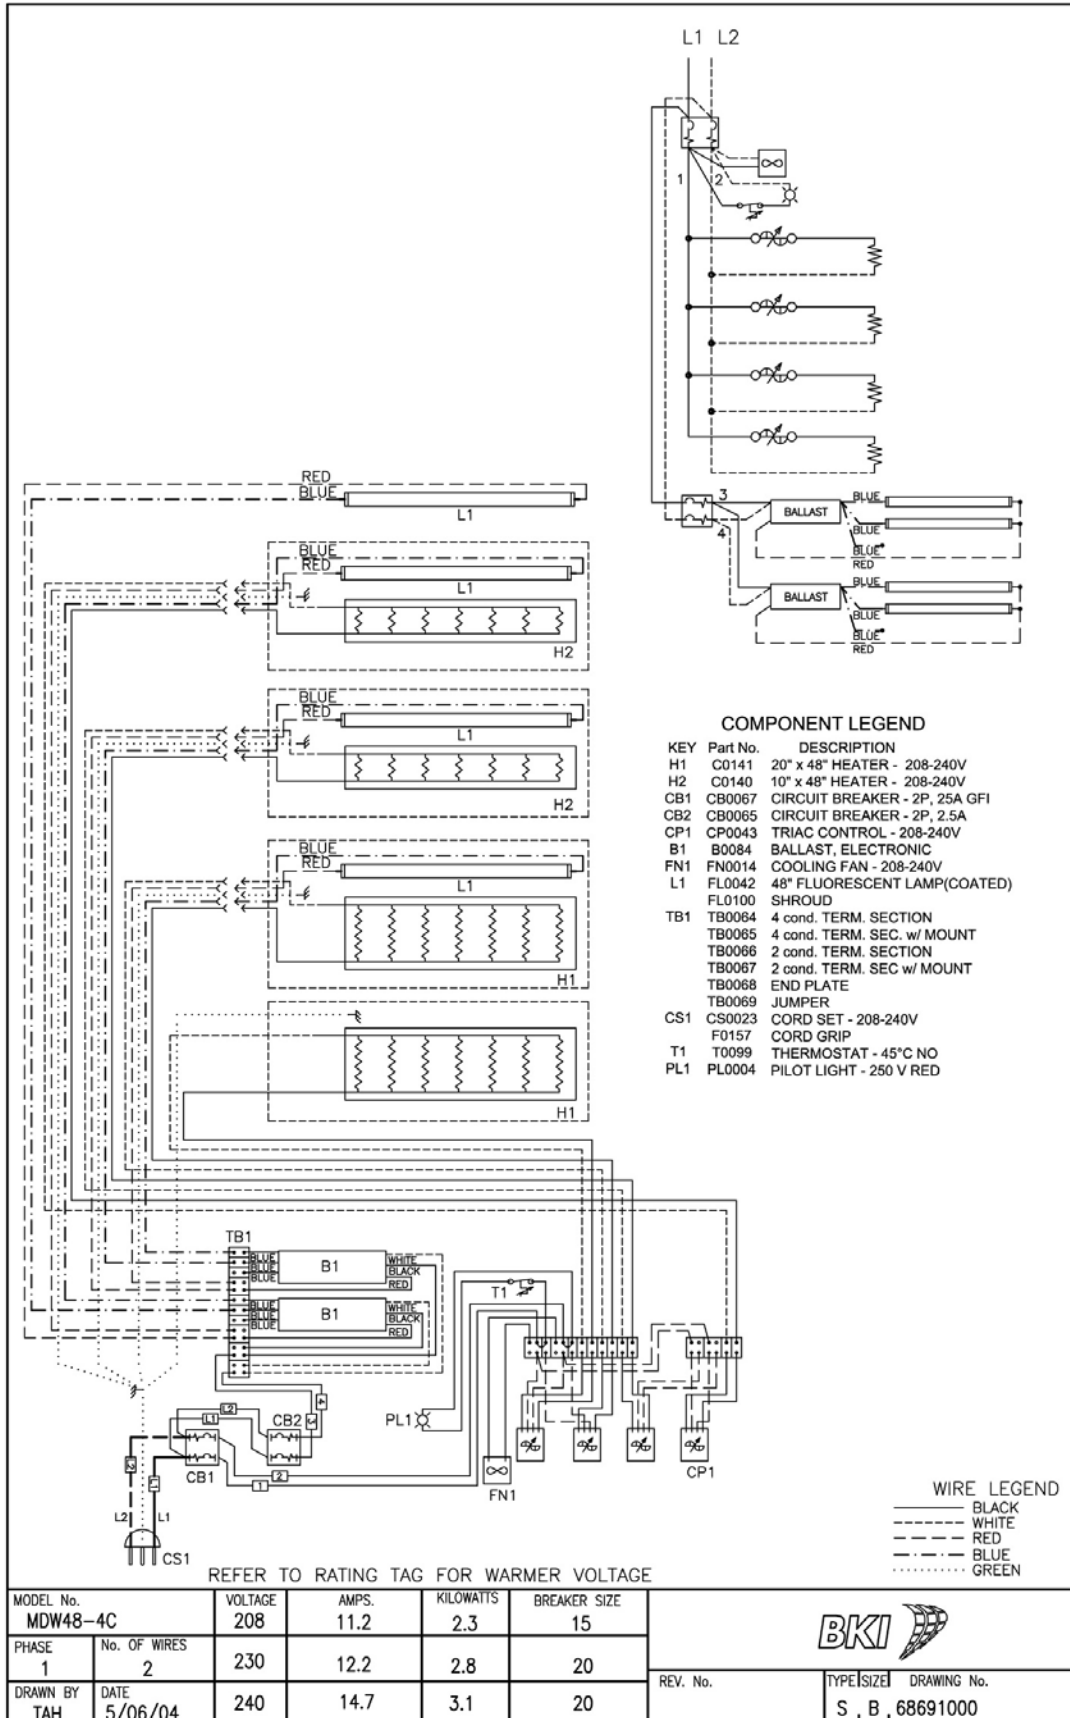 L1 L2
1 2
3
4
BALLAST
BLUE
BLUE
BLUE
RED
BALLAST
BLUE
BLUE
BLUE
RED
RED
BLUE
L1
BLUE
RED
L1
H2
BLUE
RED
L1
H2
BLUE
RED
L1
H1
H1
COMPONENT LEGEND
KEY Part No. DESCRIPTION
H1 C0141 20" x 48" HEATER - 208-240V
H2 C0140 10" x 48" HEATER - 208-240V
CB1 CB0067 CIRCUIT BREAKER - 2P, 25A GFI
CB2 CB0065 CIRCUIT BREAKER - 2P, 2.5A
CP1 CP0043 TRIAC CONTROL - 208-240V
B1 B0084 BALLAST, ELECTRONIC
FN1 FN0014 COOLING FAN - 208-240V
L1 FL0042 48" FLUORESCENT LAMP(COATED)
FL0100 SHROUD
TB1 TB0064 4 cond. TERM. SECTION
TB0065 4 cond. TERM. SEC. w/ MOUNT
TB0066 2 cond. TERM. SECTION
TB0067 2 cond. TERM. SEC w/ MOUNT
TB0068 END PLATE
TB0069 JUMPER
CS1 CS0023 CORD SET - 208-240V
F0157 CORD GRIP
T1 T0099 THERMOSTAT - 45°C NO
PL1 PL0004 PILOT LIGHT - 250 V RED
TB1
BLUE
BLUE
BLUE
B1
WHITE
BLACK
RED
BLUE
BLUE
BLUE
B1
WHITE
BLACK
RED
T1
PL1
FN1
CP1
L2
L1
CB2
4
3
CB1
2
1
L2
L1
L2 L1
CS1
WIRE LEGEND
BLACK
WHITE
RED
BLUE
GREEN
REFER TO RATING TAG FOR WARMER VOLTAGE
MODEL No. VOLTAGE AMPS. KILOWATTS BREAKER SIZE
MDW48-4C 208 11.2 2.3 15
PHASE No. OF WIRES
1 2 230 12.2 2.8 20
DRAWN BY DATE
TAH 5/06/04 240 14.7 3.1 20
BKI
REV. No. TYPE SIZE DRAWING No.
S , B , 68691000